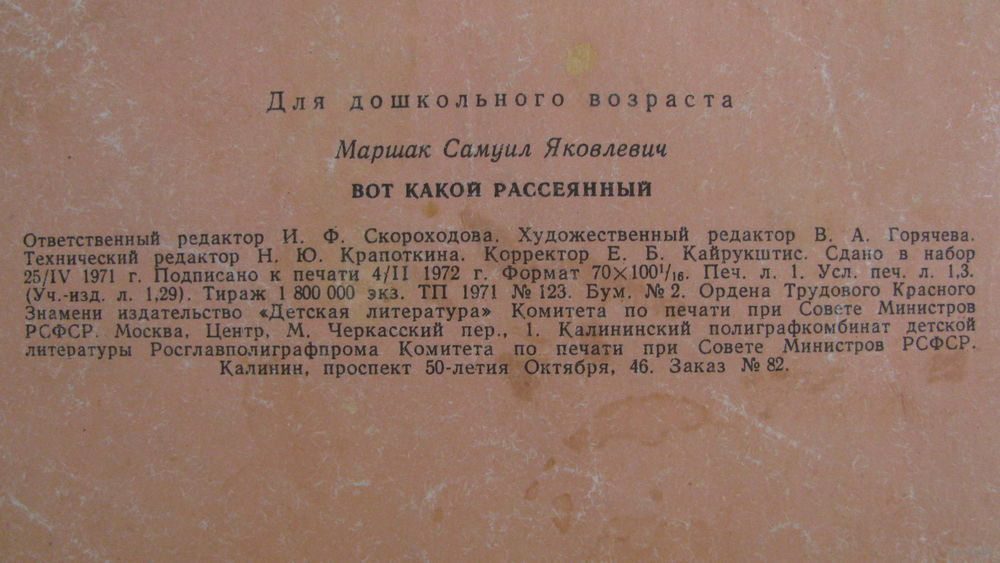 Для дошкольного возраста
Маршак Самуил Яковлевич
ВОТ КАКОЙ РАССЕЯННЫЙ
Ответственный редактор И. Ф. Скороходова. Художественный редактор В. А. Горячева.
Технический редактор Н. Ю. Крапоткина. Корректор Е. Б. Кайрукштис. Сдано в набор
25/IV 1971 г. Подписано к печати 4/II 1972 г. Формат 70×100¹/₁₆. Печ. л. 1. Усл. печ. л. 1,3.
(Уч.-изд. л. 1,29). Тираж 1 800 000 экз. ТП 1971 № 123. Бум. № 2. Ордена Трудового Красного
Знамени издательство «Детская литература» Комитета по печати при Совете Министров
РСФСР. Москва, Центр, М. Черкасский пер., 1. Калининский полиграфкомбинат детской
литературы Росглавполиграфпрома Комитета по печати при Совете Министров РСФСР.
Калинин, проспект 50-летия Октября, 46. Заказ № 82.